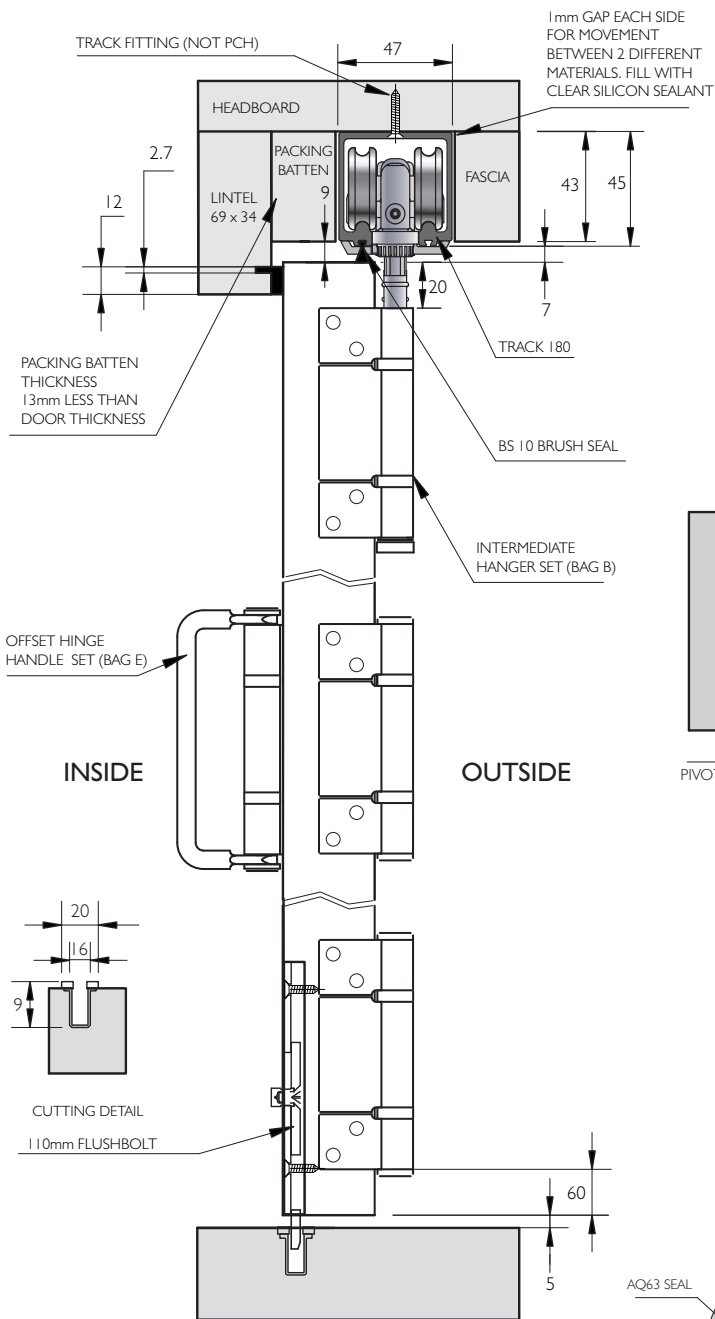 TRACK FITTING (NOT PCH)
47
1mm GAP EACH SIDE
FOR MOVEMENT
BETWEEN 2 DIFFERENT
MATERIALS. FILL WITH
CLEAR SILICON SEALANT
HEADBOARD
2.7
12
LINTEL
69 x 34
PACKING
BATTEN
9
FASCIA
43
45
20
7
TRACK 180
PACKING BATTEN
THICKNESS
13mm LESS THAN
DOOR THICKNESS
BS 10 BRUSH SEAL
INTERMEDIATE
HANGER SET (BAG B)
OFFSET HINGE
HANDLE SET (BAG E)
INSIDE
OUTSIDE
PIVOT
20
16
9
CUTTING DETAIL
110mm FLUSHBOLT
60
5
AQ63 SEAL